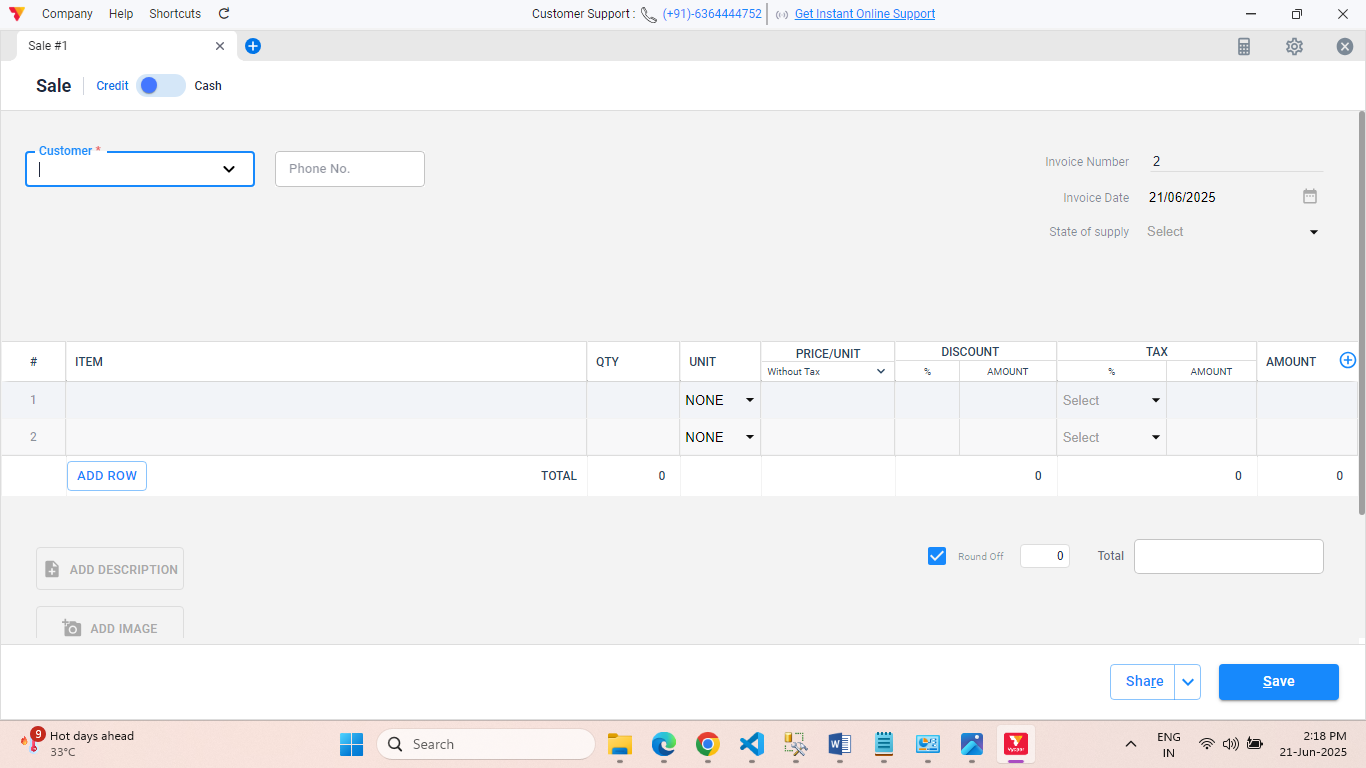 Company Help Shortcuts Customer Support : (+91)-6364444752 Get Instant Online Support
Sale #1
Sale Credit Cash
Customer *
Phone No.
Invoice Number 2
Invoice Date 21/06/2025
State of supply Select
# ITEM QTY UNIT PRICE/UNIT DISCOUNT TAX AMOUNT
Without Tax % AMOUNT % AMOUNT
1 NONE Select
2 NONE Select
ADD ROW TOTAL 0 0 0 0
ADD DESCRIPTION
Round Off 0 Total
ADD IMAGE
Share Save
9 Hot days ahead
33°C
Search
Vyapar
ENG
IN
2:18 PM
21-Jun-2025